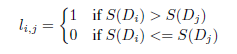 l_{i,j} = {1 if S(D_i) > S(D_j)
{0 if S(D_i) <= S(D_j)